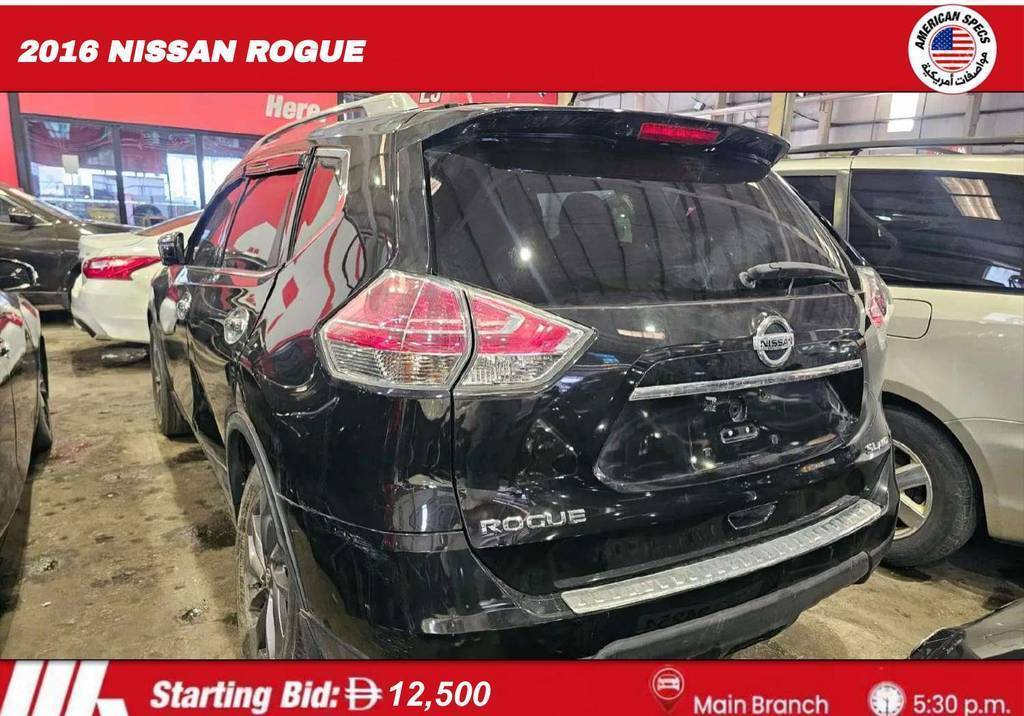 2016 NISSAN ROGUE
AMERICAN SPECS
مواصفات أمريكية
Here
NISSAN
SL AWD
ROGUE
Starting Bid: 12,500
Main Branch
5:30 p.m.